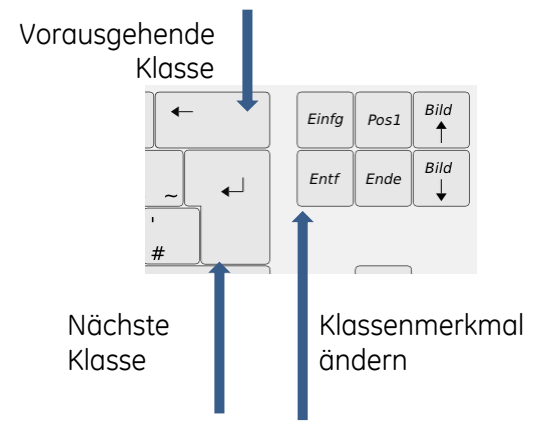 Vorausgehende
Klasse
←
Einfg Pos1 Bild
↑
~
↵
Entf Ende Bild
↓
'
#
Nächste
Klasse
Klassenmerkmal
ändern